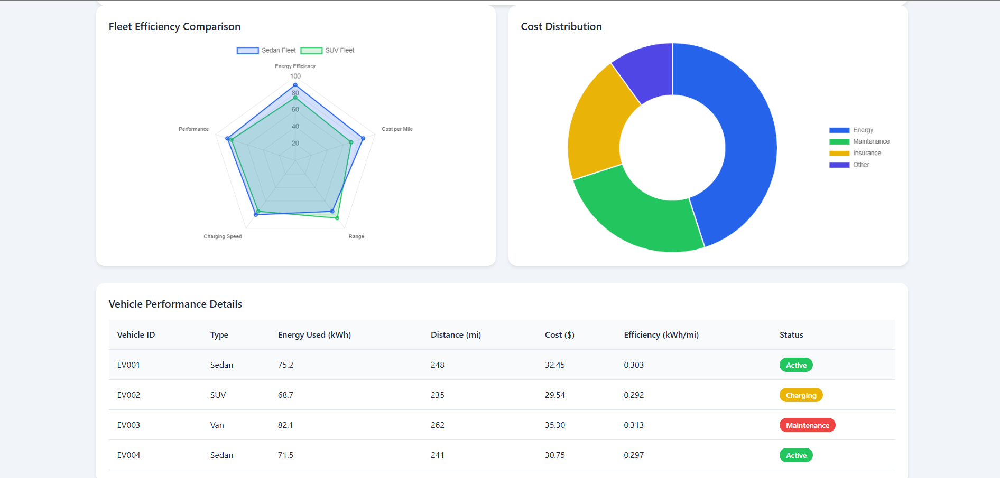 Fleet Efficiency Comparison
Sedan Fleet SUV Fleet
Energy Efficiency
100
80
60
40
20
Performance
Cost per Mile
Charging Speed
Range
Cost Distribution
Energy
Maintenance
Insurance
Other
Vehicle Performance Details
Vehicle ID Type Energy Used (kWh) Distance (mi) Cost ($) Efficiency (kWh/mi) Status
EV001 Sedan 75.2 248 32.45 0.303 Active
EV002 SUV 68.7 235 29.54 0.292 Charging
EV003 Van 82.1 262 35.30 0.313 Maintenance
EV004 Sedan 71.5 241 30.75 0.297 Active